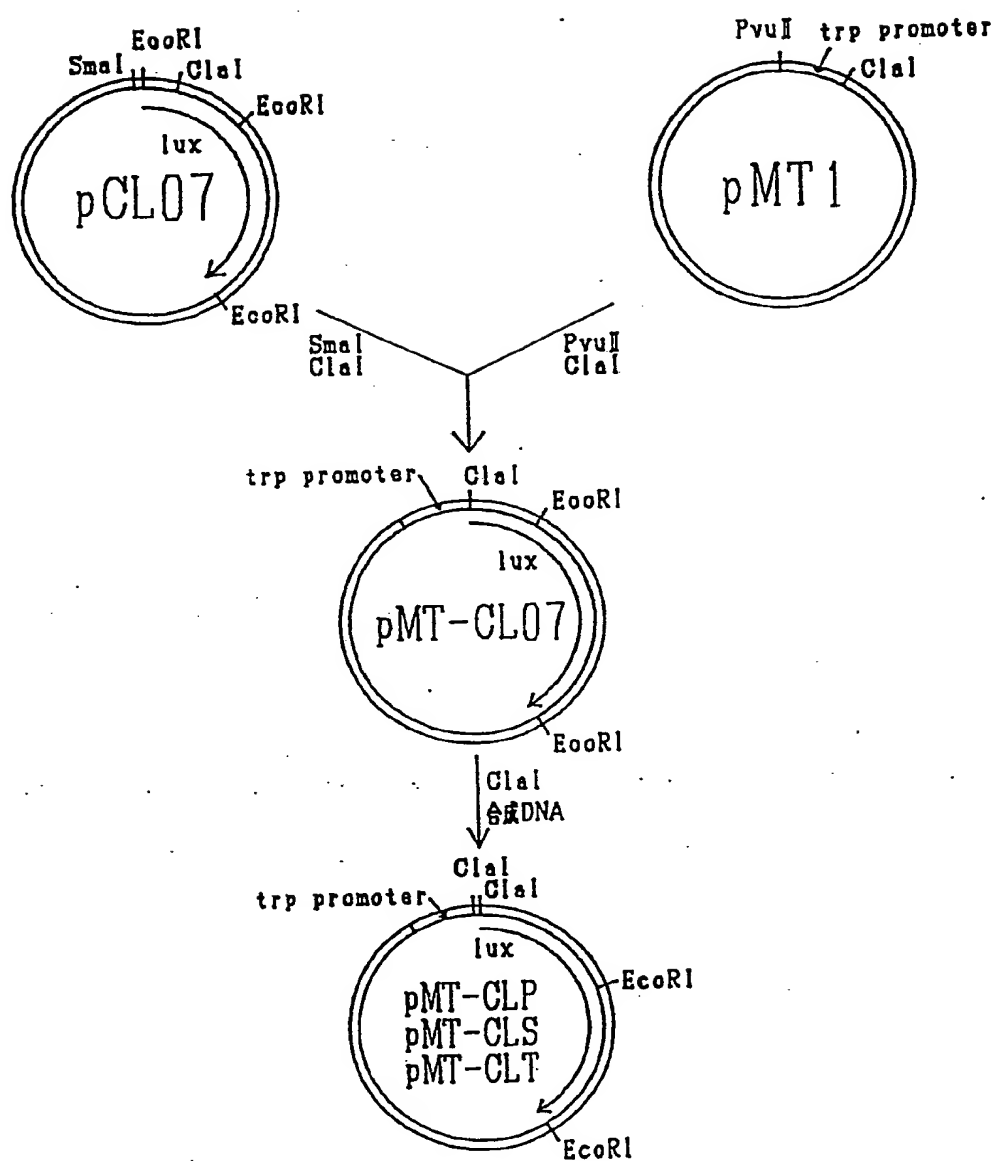 EcoRI
SmaI
ClaI
EcoRI
lux
pCL07
EcoRI
PvuⅡ
trp promoter
ClaI
pMT1
SmaI
ClaI
PvuⅡ
ClaI
trp promoter
ClaI
EcoRI
lux
pMT-CL07
EcoRI
ClaI
合成DNA
ClaI
ClaI
trp promoter
lux
EcoRI
pMT-CLP
pMT-CLS
pMT-CLT
EcoRI